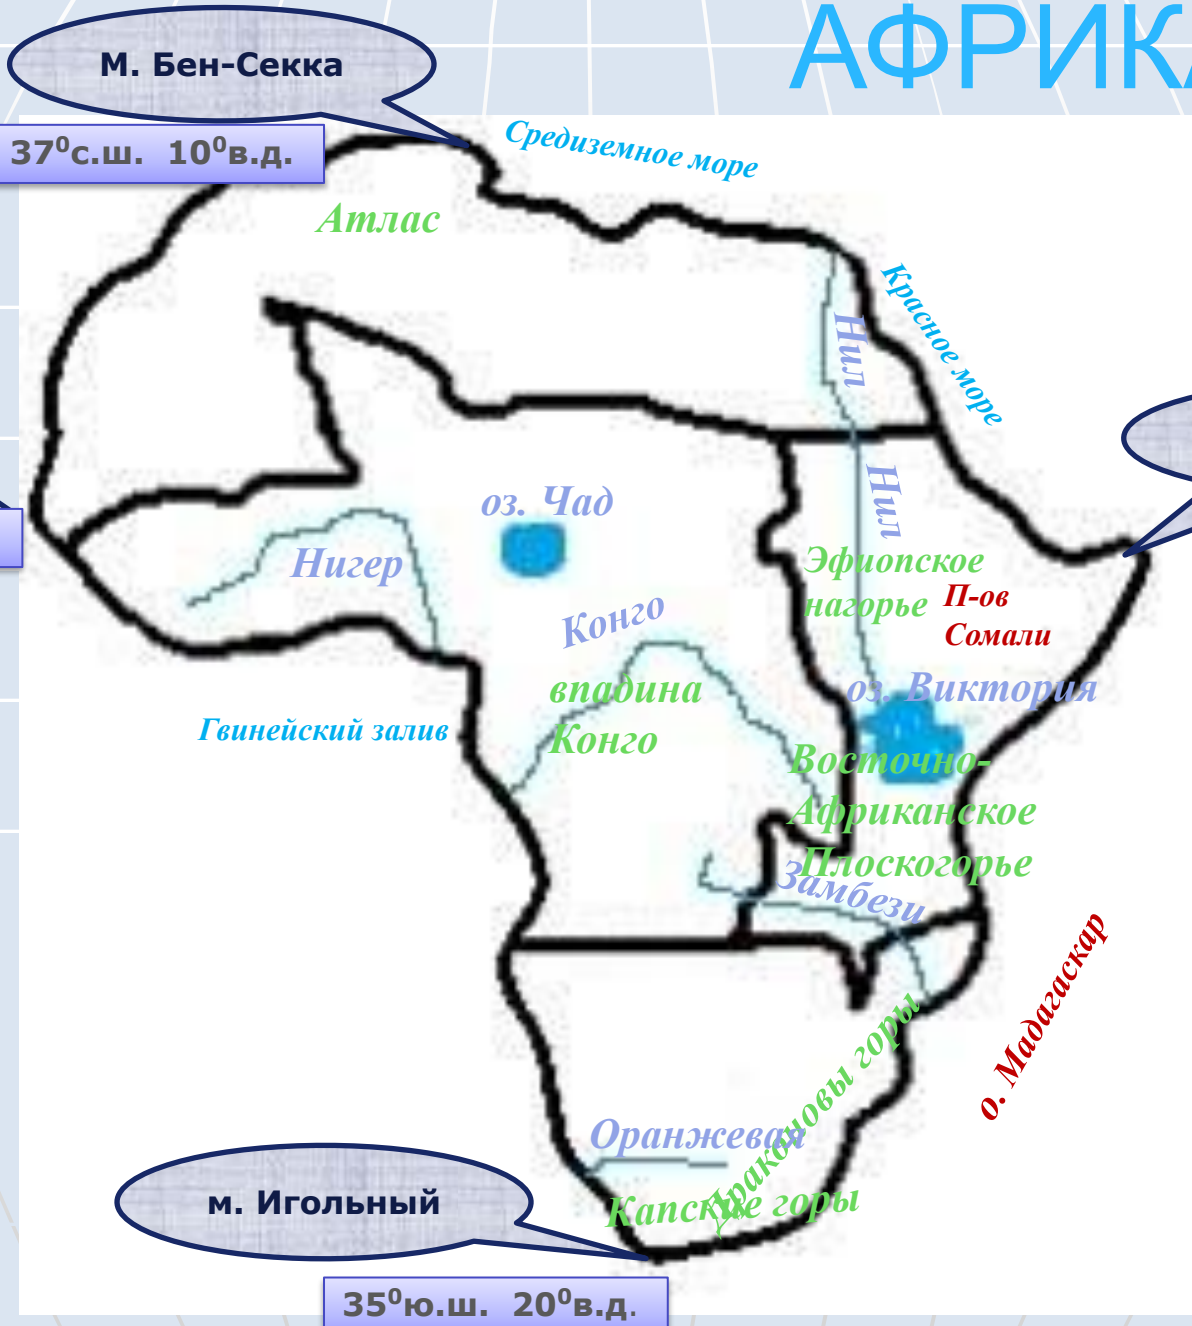 АФРИКА
М. Бен-Секка
37⁰с.ш. 10⁰в.д.
Средиземное море
Атлас
Красное море
Нил
Нил
оз. Чад
Нигер
Эфиопское
нагорье
П-ов
Сомали
Конго
впадина
Конго
оз. Виктория
Гвинейский залив
Восточно-
Африканское
Плоскогорье
Замбези
о. Мадагаскар
Драконовы горы
Оранжевая
Капские горы
м. Игольный
35⁰ю.ш. 20⁰в.д.